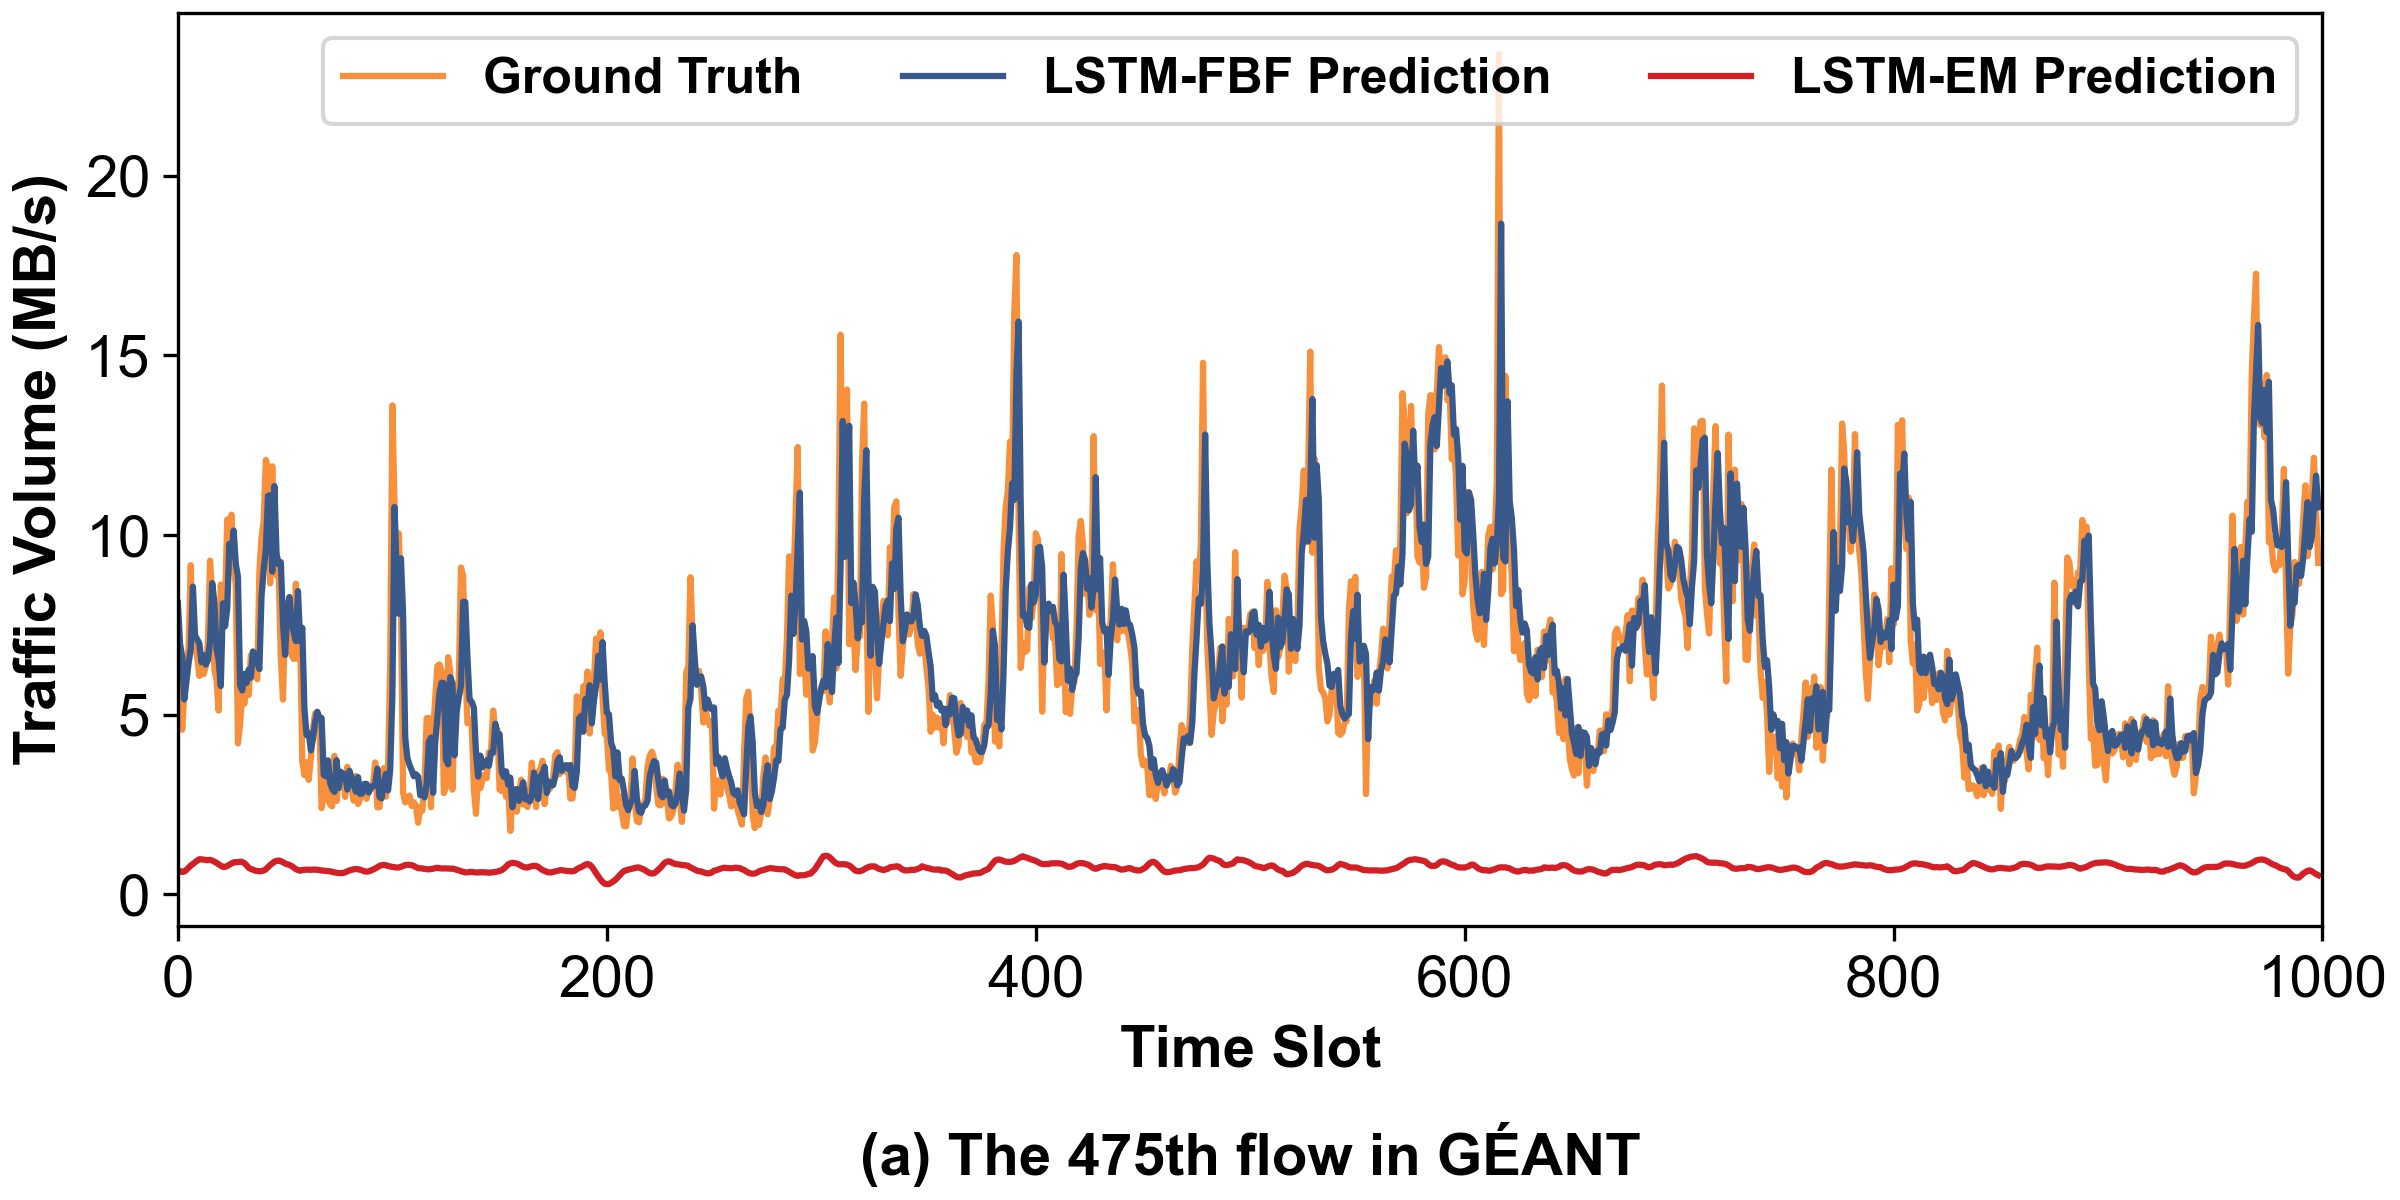 Ground Truth
LSTM-FBF Prediction
LSTM-EM Prediction
Traffic Volume (MB/s)
20
15
10
5
0
0
200
400
600
800
1000
Time Slot
(a) The 475th flow in GÉANT